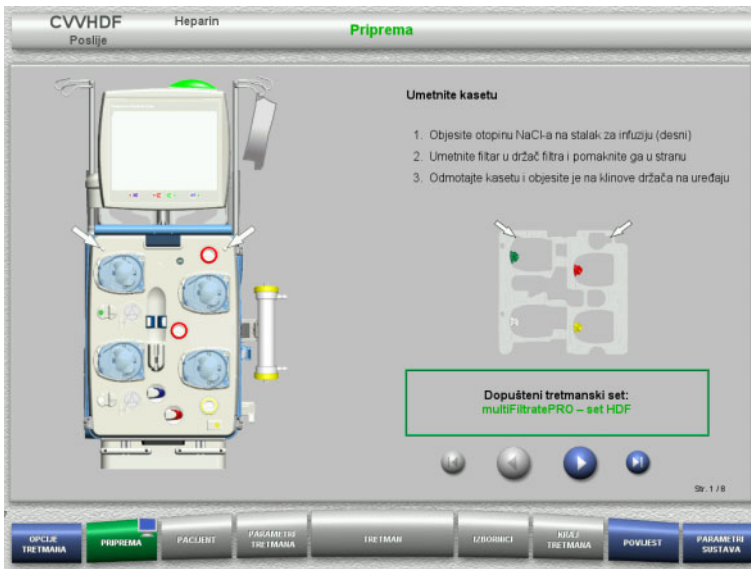 CVVHDF
Poslije
Heparin
Priprema
Umetnite kasetu
1. Objesite otopinu NaCl-a na stalak za infuziju (desni)
2. Umetnite filtar u držač filtra i pomaknite ga u stranu
3. Odmotajte kasetu i objesite je na klinove držača na uređaju
Dopušteni tretmanski set:
multiFiltratePRO – set HDF
Str. 1 / 8
OPCIJE
TRETMANA
PRIPREMA
PACIJENT
PARAMETRI
TRETMANA
TRETMAN
IZBORNICI
KRAJ
TRETMANA
POVIJEST
PARAMETRI
SUSTAVA